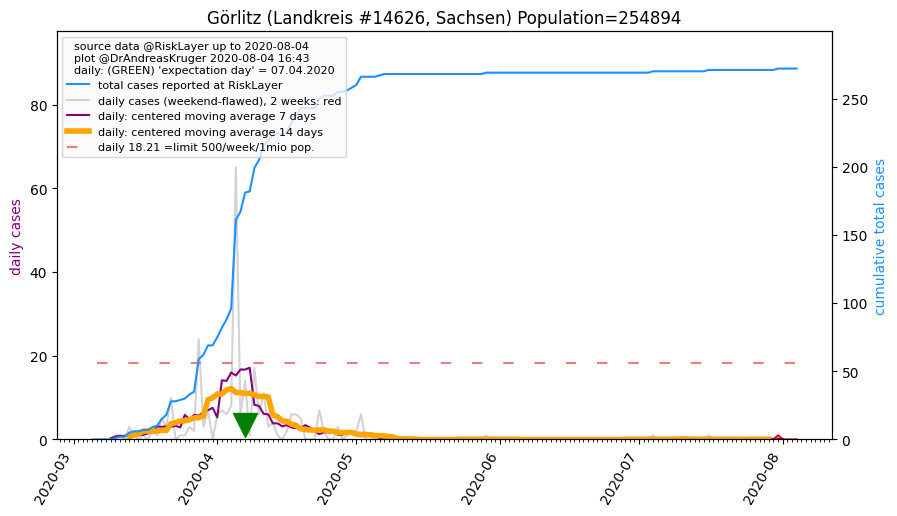 Görlitz (Landkreis #14626, Sachsen) Population=254894
source data @RiskLayer up to 2020-08-04
plot @DrAndreasKruger 2020-08-04 16:43
daily: (GREEN) 'expectation day' = 07.04.2020
total cases reported at RiskLayer
daily cases (weekend-flawed), 2 weeks: red
daily: centered moving average 7 days
daily: centered moving average 14 days
daily 18.21 =limit 500/week/1mio pop.
daily cases
80
60
40
20
0
cumulative total cases
250
200
150
100
50
0
2020-03
2020-04
2020-05
2020-06
2020-07
2020-08